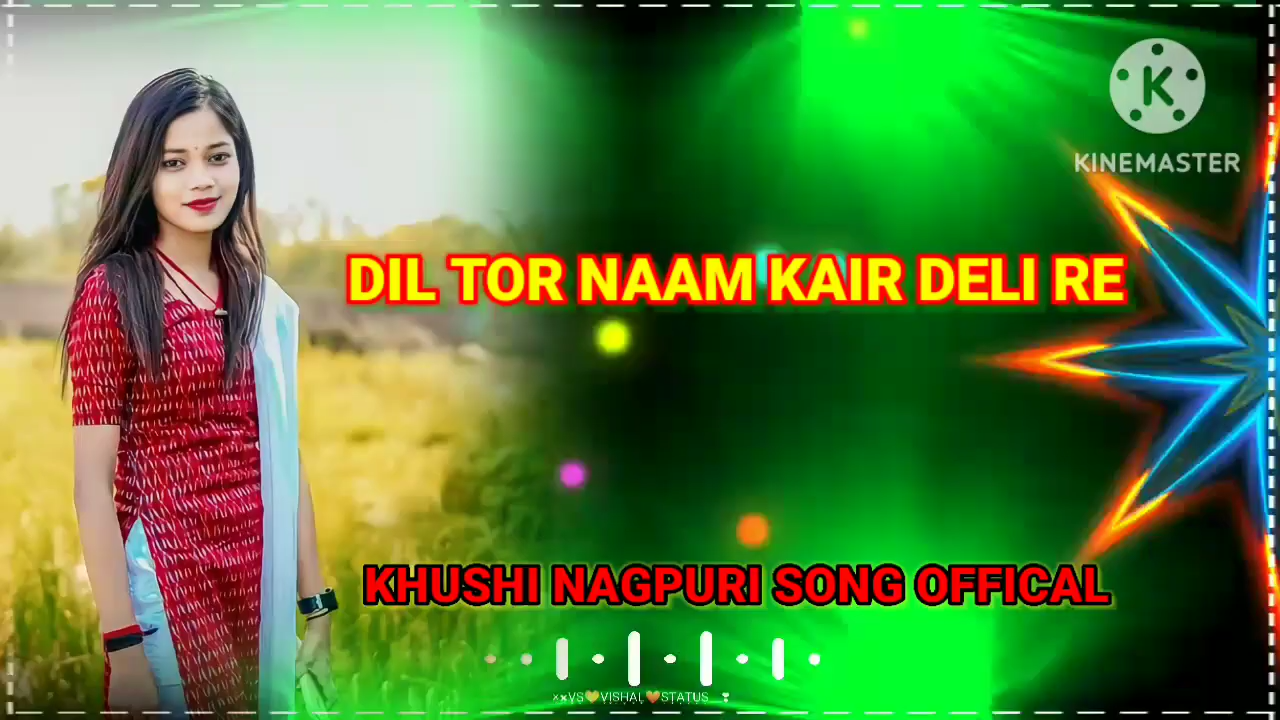 K
KINEMASTER
DIL TOR NAAM KAIR DELI RE
KHUSHI NAGPURI SONG OFFICAL
××VS🧡VISHAL🧡STATUS